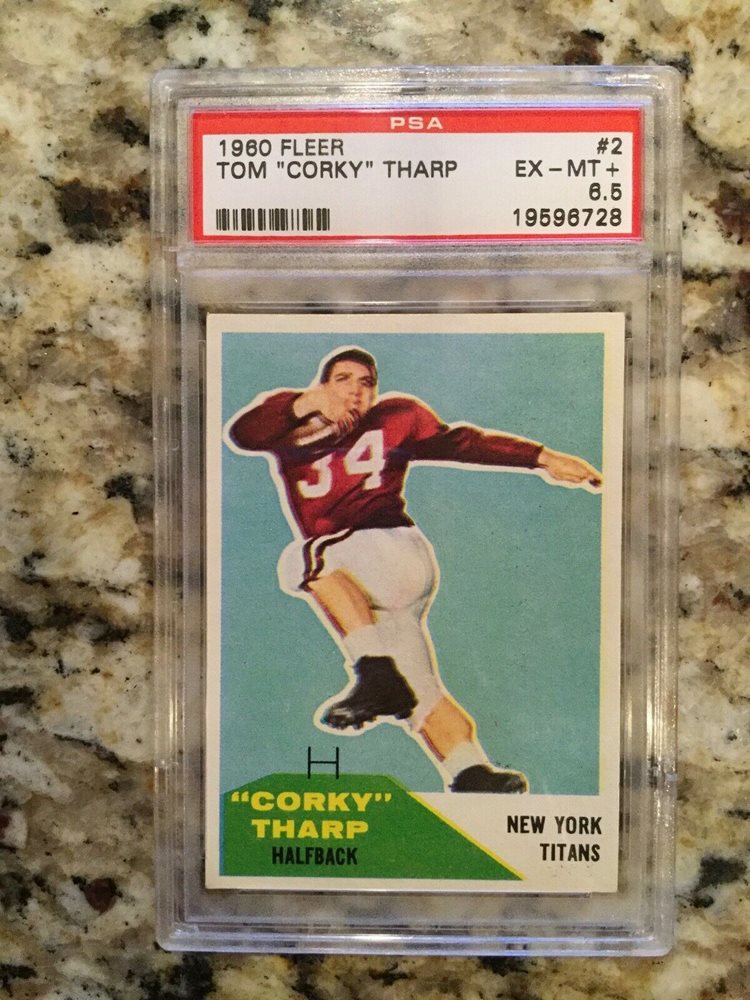 PSA
1960 FLEER #2
TOM "CORKY" THARP EX - MT +
6.5
19596728
34
"CORKY"
THARP
HALFBACK
NEW YORK
TITANS